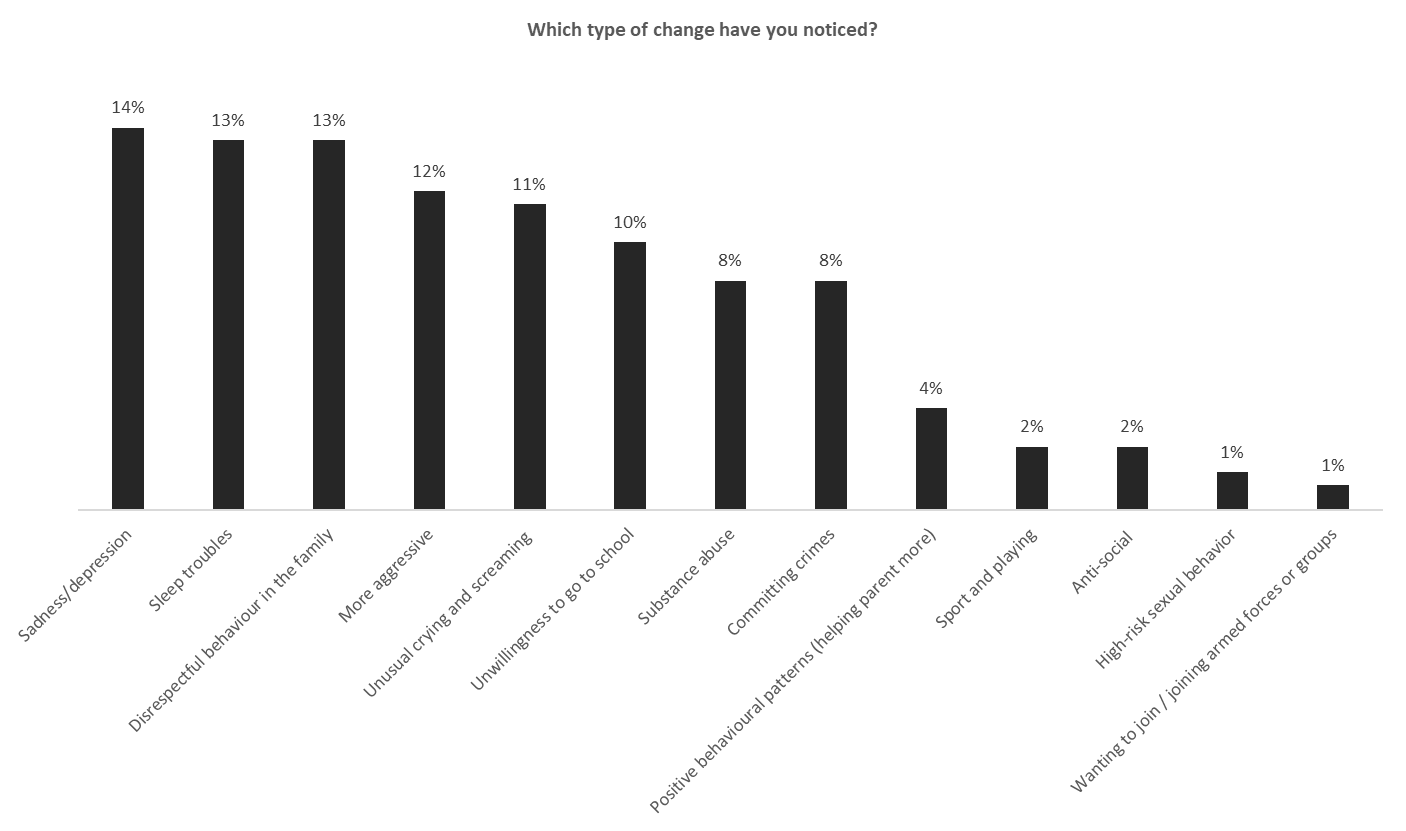 Which type of change have you noticed?
14%
13%
13%
12%
11%
10%
8%
8%
4%
2%
2%
1%
1%
Sadness/depression
Sleep troubles
Disrespectful behaviour in the family
More aggressive
Unusual crying and screaming
Unwillingness to go to school
Substance abuse
Committing crimes
Positive behavioural patterns (helping parent more)
Sport and playing
Anti-social
High-risk sexual behavior
Wanting to join / joining armed forces or groups